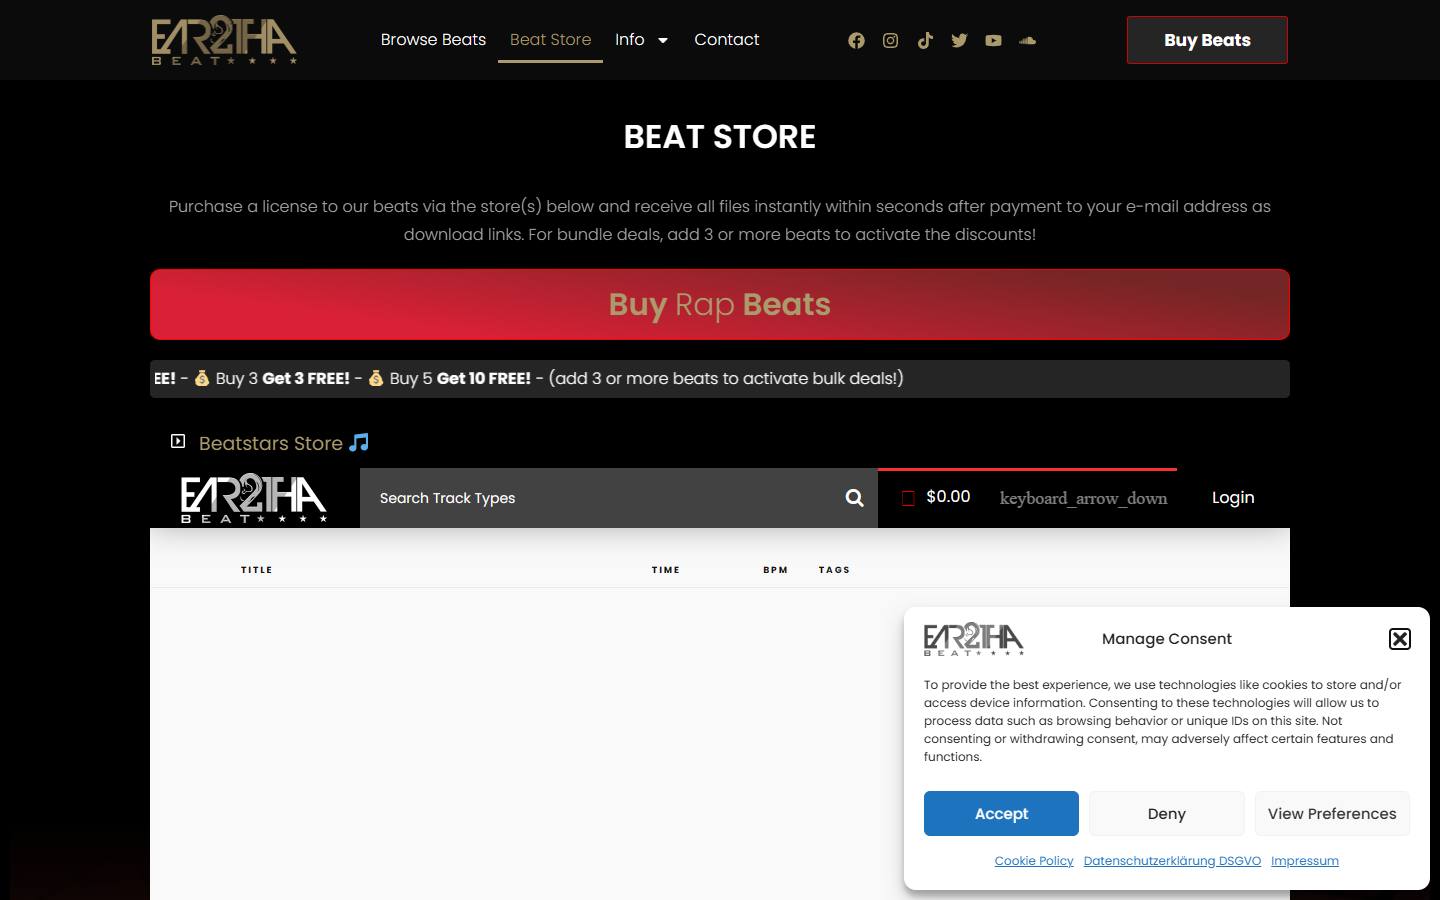 EAR2THA
BEAT
Browse Beats
Beat Store
Info
Contact
Buy Beats
BEAT STORE
Purchase a license to our beats via the store(s) below and receive all files instantly within seconds after payment to your e-mail address as
download links. For bundle deals, add 3 or more beats to activate the discounts!
Buy Rap Beats
EE! - 💰 Buy 3 Get 3 FREE! - 💰 Buy 5 Get 10 FREE! - (add 3 or more beats to activate bulk deals!)
Beatstars Store 🎵
EAR2THA
BEAT
Search Track Types
$0.00
keyboard_arrow_down
Login
TITLE
TIME
BPM
TAGS
EAR2THA
BEAT
Manage Consent
To provide the best experience, we use technologies like cookies to store and/or
access device information. Consenting to these technologies will allow us to
process data such as browsing behavior or unique IDs on this site. Not
consenting or withdrawing consent, may adversely affect certain features and
functions.
Accept
Deny
View Preferences
Cookie Policy
Datenschutzerklärung DSGVO
Impressum